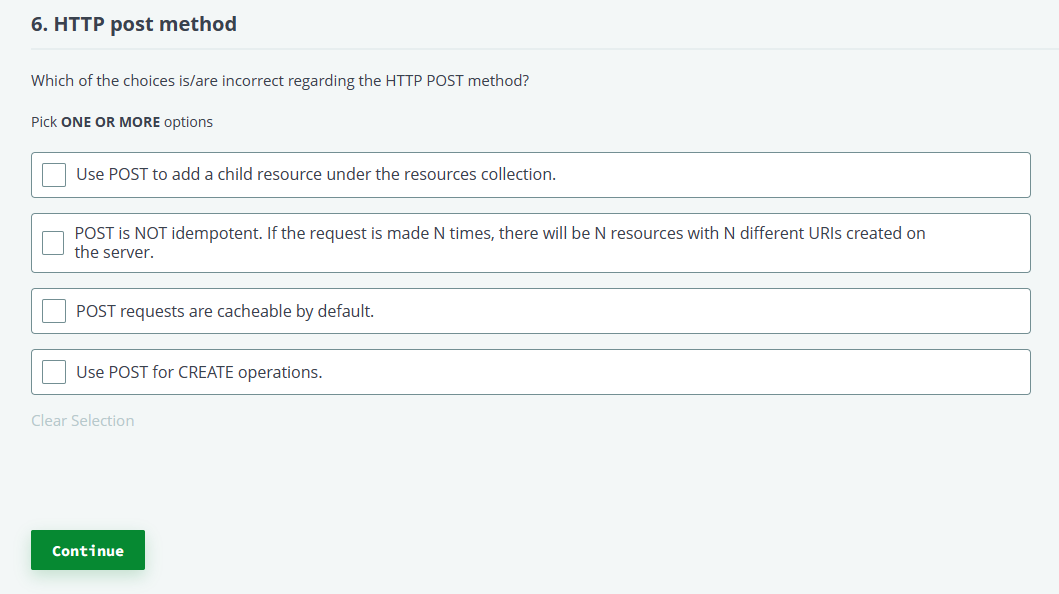 6. HTTP post method
Which of the choices is/are incorrect regarding the HTTP POST method?
Pick ONE OR MORE options
Use POST to add a child resource under the resources collection.
POST is NOT idempotent. If the request is made N times, there will be N resources with N different URIs created on
the server.
POST requests are cacheable by default.
Use POST for CREATE operations.
Clear Selection
Continue